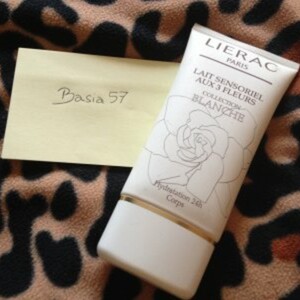 Basia 57
LIERAC
PARIS
LAIT SENSORIEL
AUX 3 FLEURS
COLLECTION
BLANCHE
Hydratation 24h
Corps